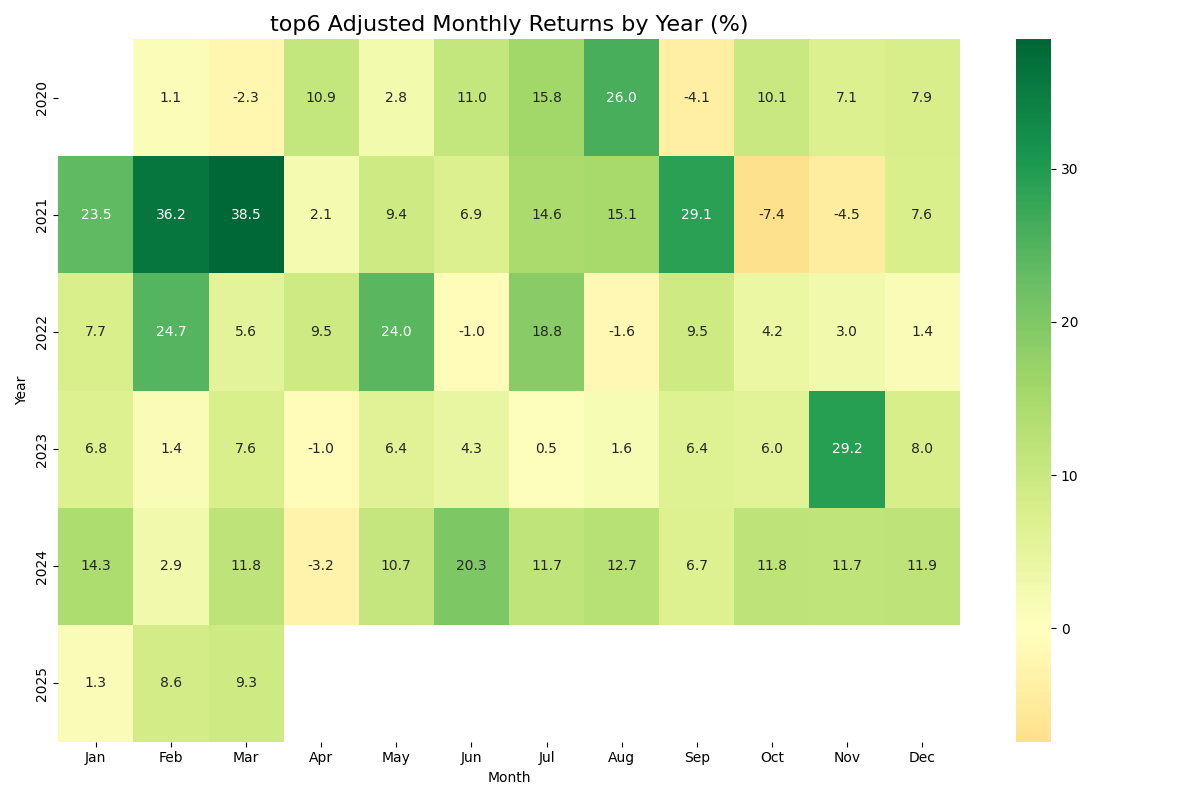 top6 Adjusted Monthly Returns by Year (%)
2020 1.1 -2.3 10.9 2.8 11.0 15.8 26.0 -4.1 10.1 7.1 7.9
2021 23.5 36.2 38.5 2.1 9.4 6.9 14.6 15.1 29.1 -7.4 -4.5 7.6
2022 7.7 24.7 5.6 9.5 24.0 -1.0 18.8 -1.6 9.5 4.2 3.0 1.4
2023 6.8 1.4 7.6 -1.0 6.4 4.3 0.5 1.6 6.4 6.0 29.2 8.0
2024 14.3 2.9 11.8 -3.2 10.7 20.3 11.7 12.7 6.7 11.8 11.7 11.9
2025 1.3 8.6 9.3
Year
Jan Feb Mar Apr May Jun Jul Aug Sep Oct Nov Dec
Month
30
20
10
0